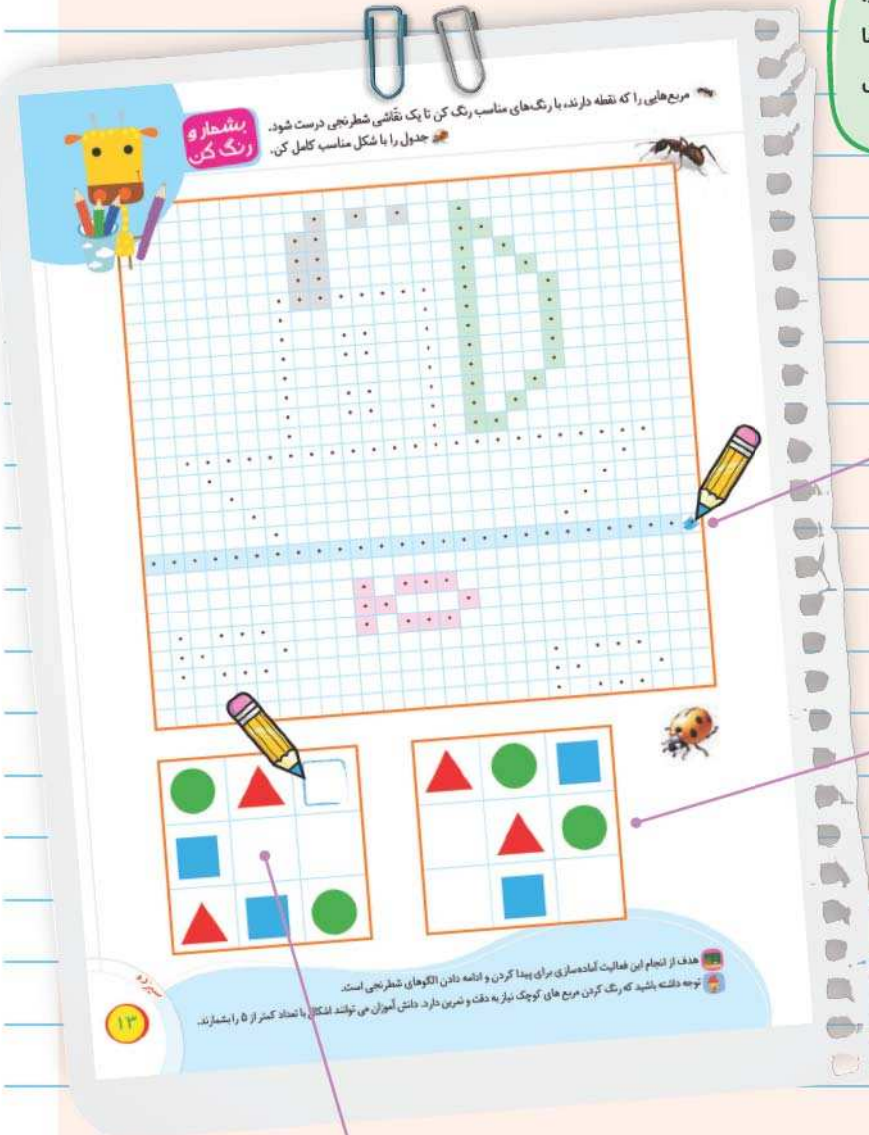 مربع‌هایی را که نقطه دارند، با رنگ‌های مناسب رنگ کن تا یک نقّاشی شطرنجی درست شود.
جدول را با شکل مناسب کامل کن.
بشمار و
رنگ کن
هدف از انجام این فعالیت آماده‌سازی برای پیدا کردن و ادامه دادن الگوهای شطرنجی است.
توجه داشته باشید که رنگ کردن مربع های کوچک نیاز به دقت و تمرین دارد. دانش آموزان می توانند اشکال با تعداد کمتر از ۵ را بشمارند.
سیزده
۱۳